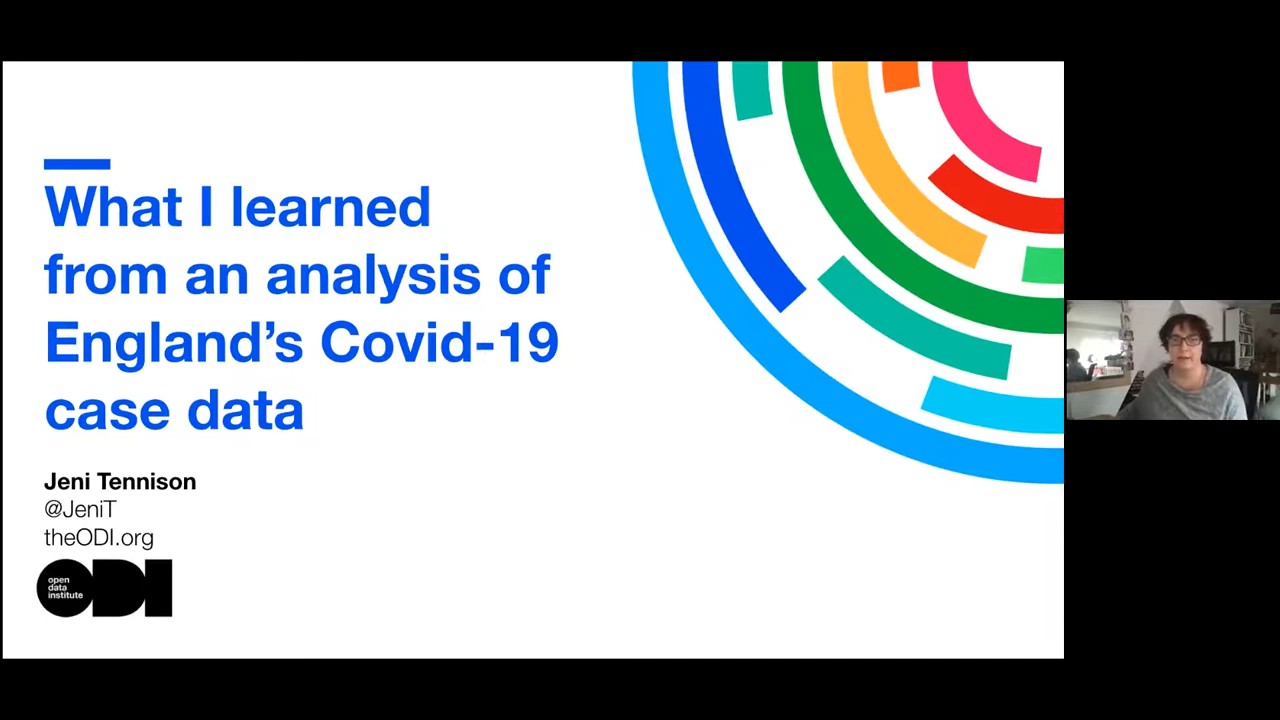 What I learned
from an analysis of
England's Covid-19
case data
Jeni Tennison
@JeniT
theODI.org
open
data
institute
ODI